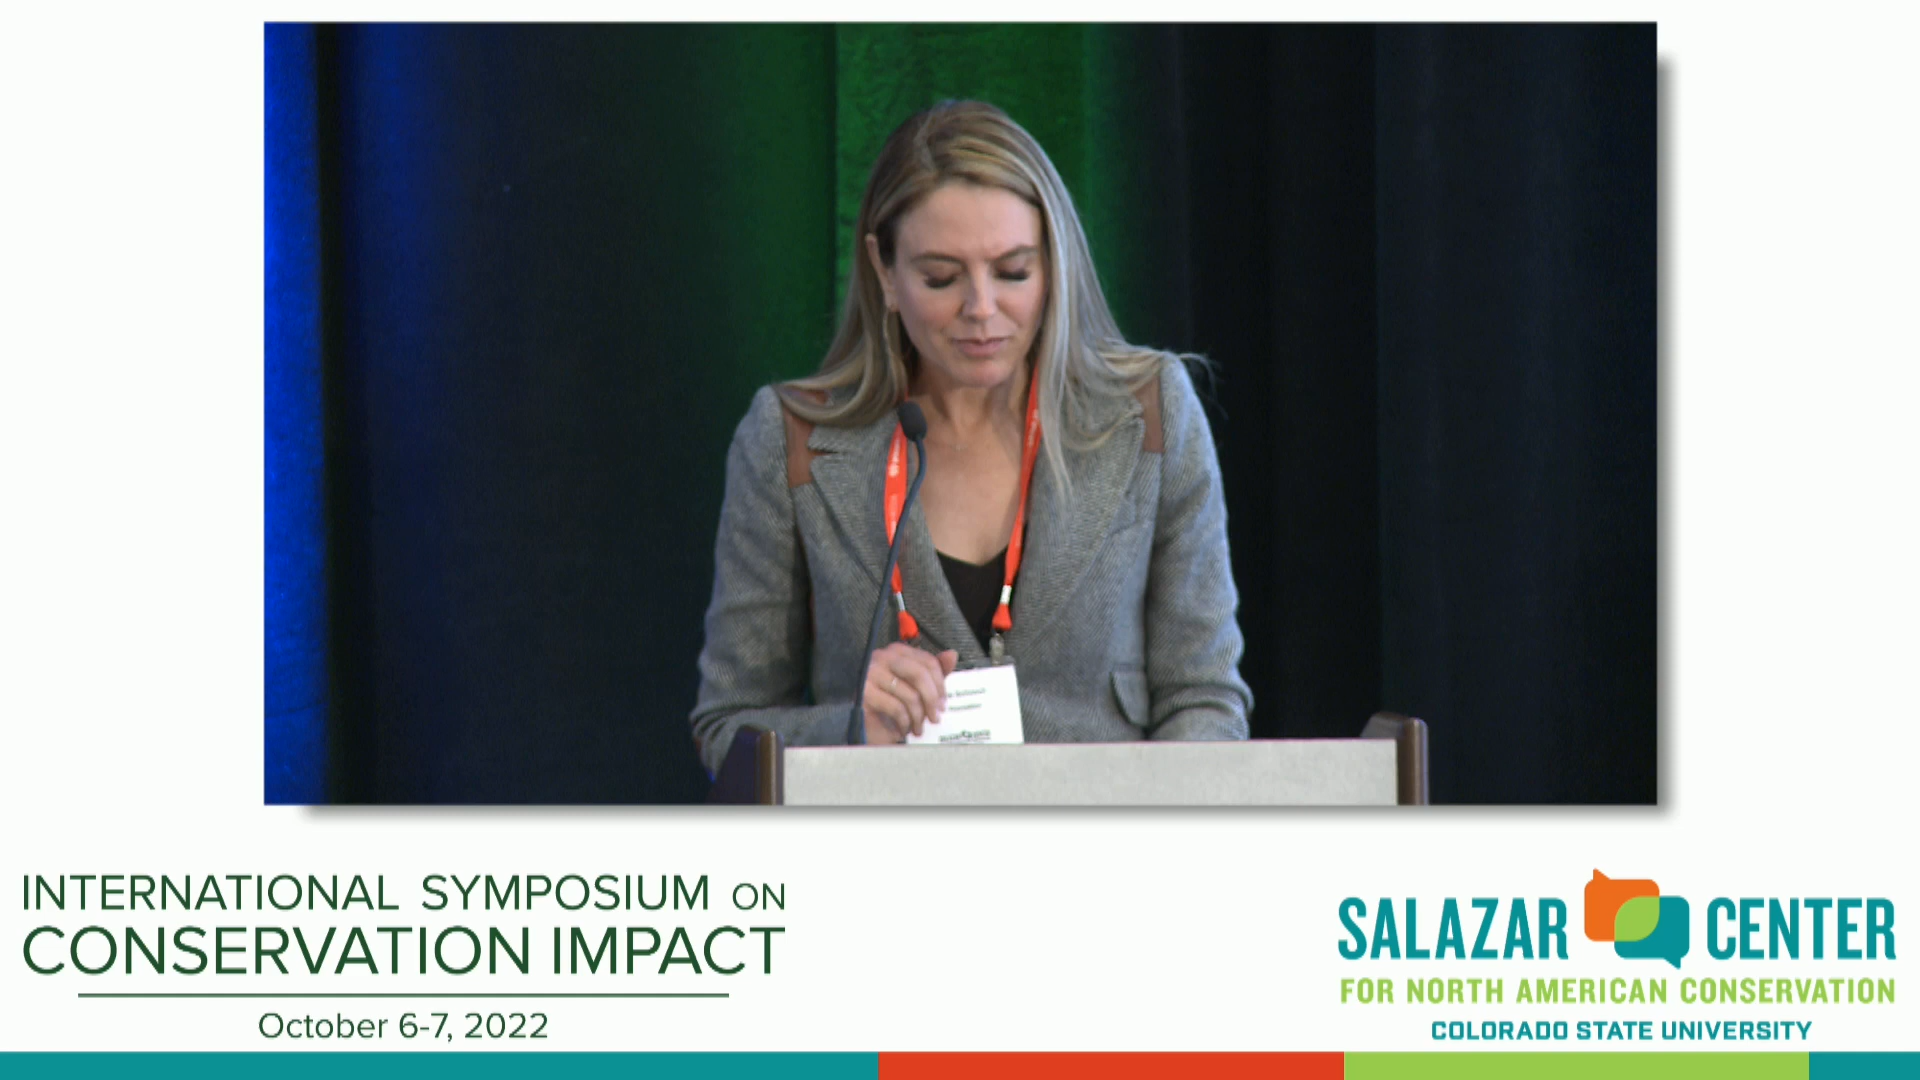 INTERNATIONAL SYMPOSIUM ON
CONSERVATION IMPACT
October 6-7, 2022
SALAZAR CENTER
FOR NORTH AMERICAN CONSERVATION
COLORADO STATE UNIVERSITY